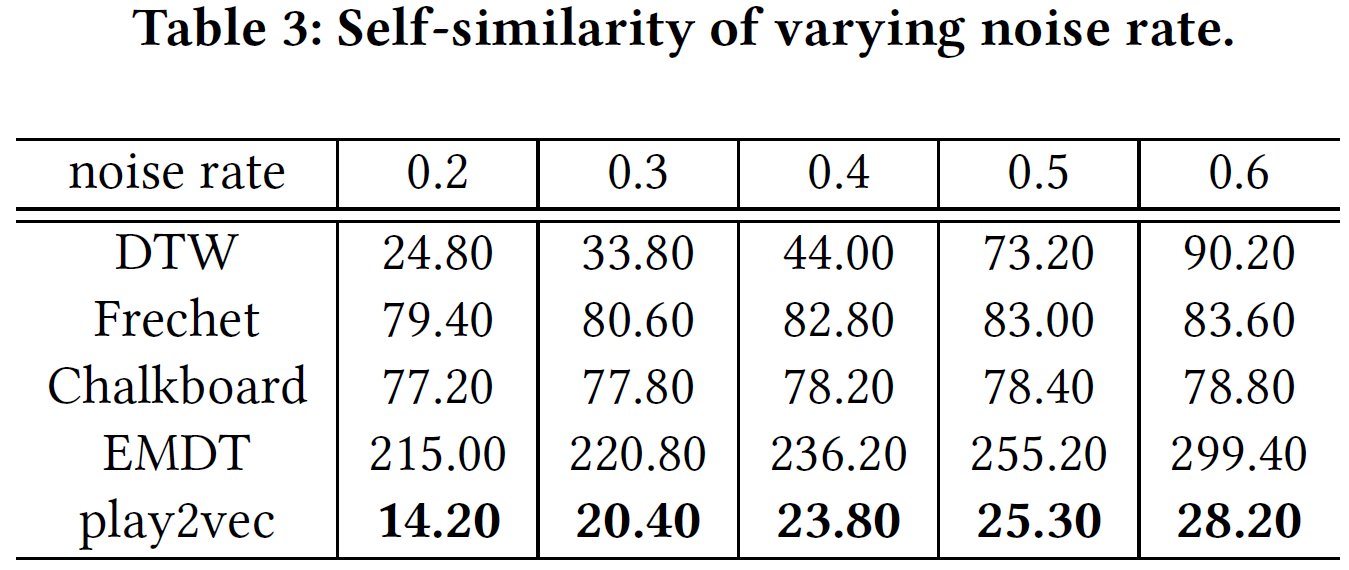 Table 3: Self-similarity of varying noise rate.
noise rate 0.2 0.3 0.4 0.5 0.6
DTW 24.80 33.80 44.00 73.20 90.20
Frechet 79.40 80.60 82.80 83.00 83.60
Chalkboard 77.20 77.80 78.20 78.40 78.80
EMDT 215.00 220.80 236.20 255.20 299.40
play2vec 14.20 20.40 23.80 25.30 28.20